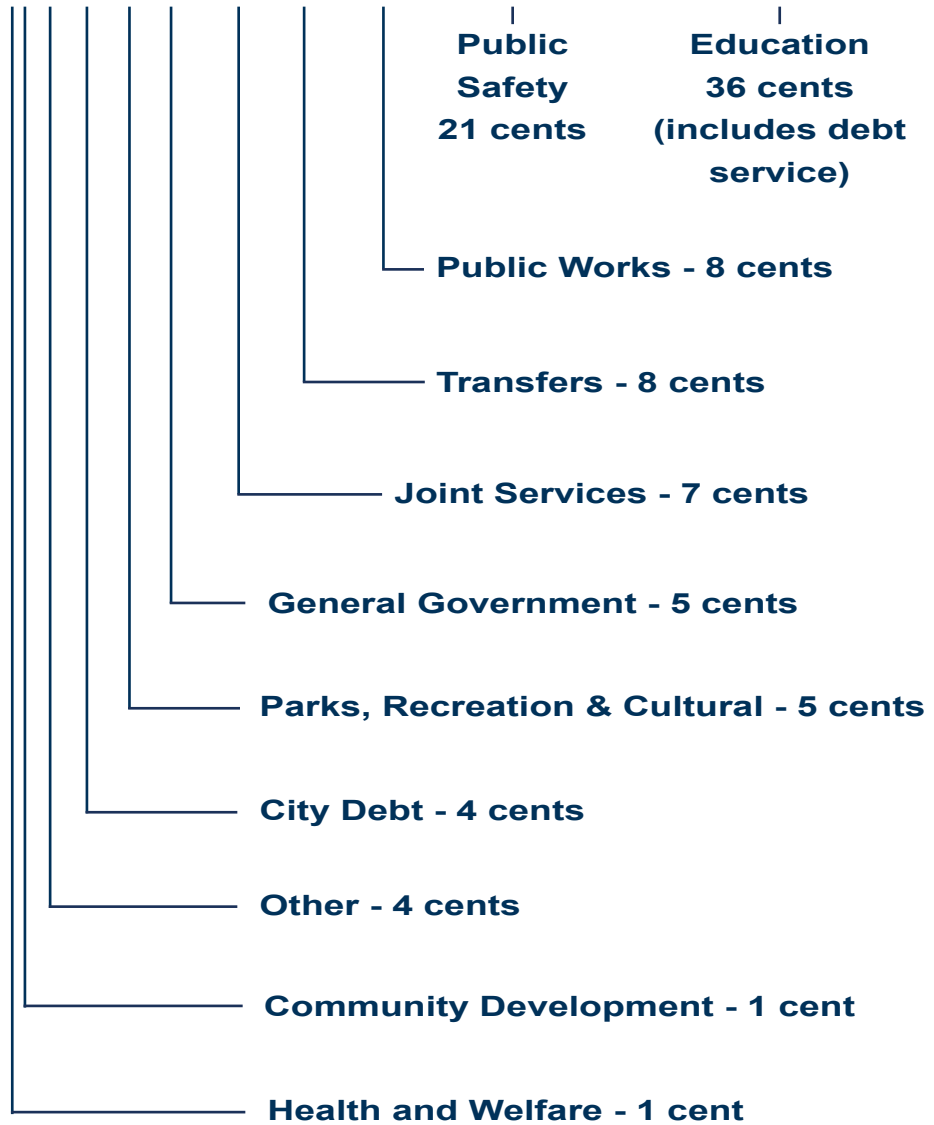 Public
Safety
21 cents
Education
36 cents
(includes debt
service)
Public Works - 8 cents
Transfers - 8 cents
Joint Services - 7 cents
General Government - 5 cents
Parks, Recreation & Cultural - 5 cents
City Debt - 4 cents
Other - 4 cents
Community Development - 1 cent
Health and Welfare - 1 cent